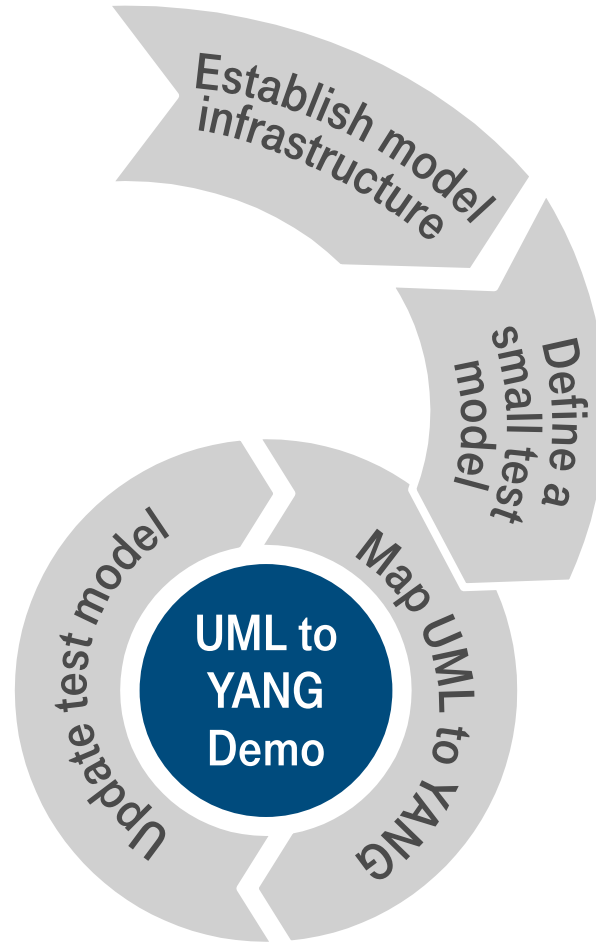 Establish model
infrastructure
Define a
small test
model
Map UML to YANG
Update test model
UML to
YANG
Demo